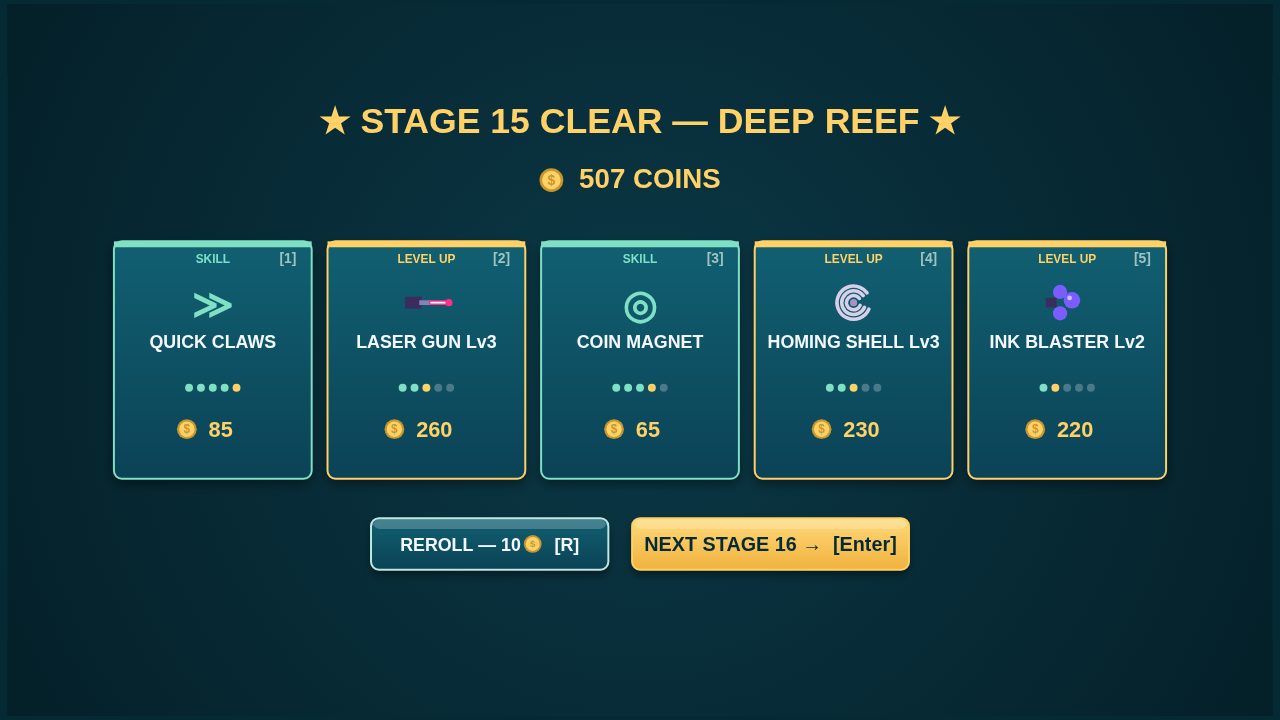 ★ STAGE 15 CLEAR — DEEP REEF ★
507 COINS
SKILL [1]
QUICK CLAWS
85
LEVEL UP [2]
LASER GUN Lv3
260
SKILL [3]
COIN MAGNET
65
LEVEL UP [4]
HOMING SHELL Lv3
230
LEVEL UP [5]
INK BLASTER Lv2
220
REROLL — 10 [R]
NEXT STAGE 16 → [Enter]